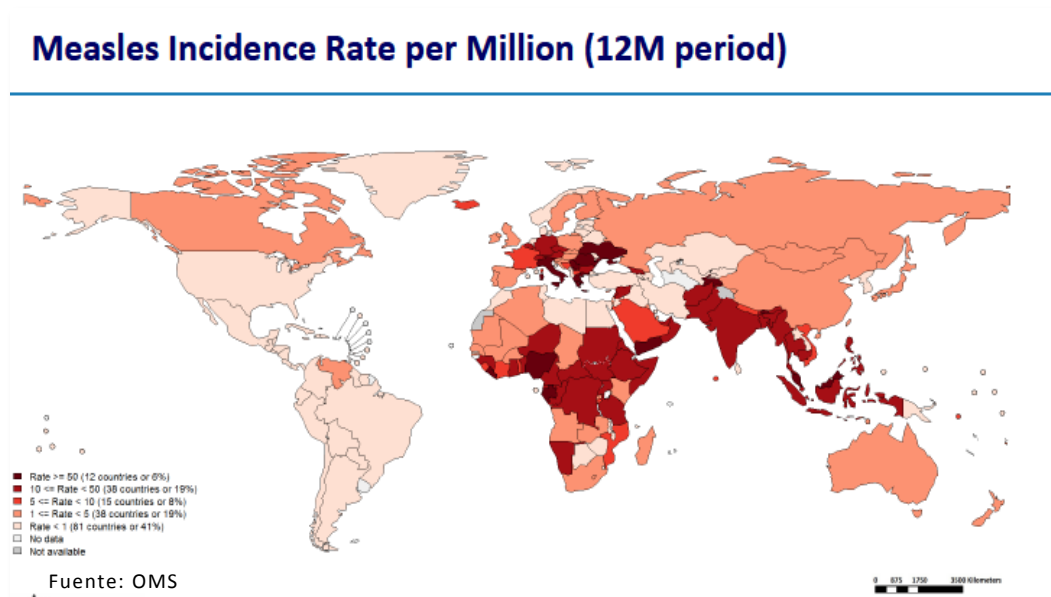 Measles Incidence Rate per Million (12M period)
Rate >= 50 (12 countries or 6%)
10 <= Rate < 50 (38 countries or 19%)
5 <= Rate < 10 (15 countries or 8%)
1 <= Rate < 5 (38 countries or 19%)
Rate < 1 (81 countries or 41%)
No data
Not available
Fuente: OMS
0 875 1750 3500 Kilometers